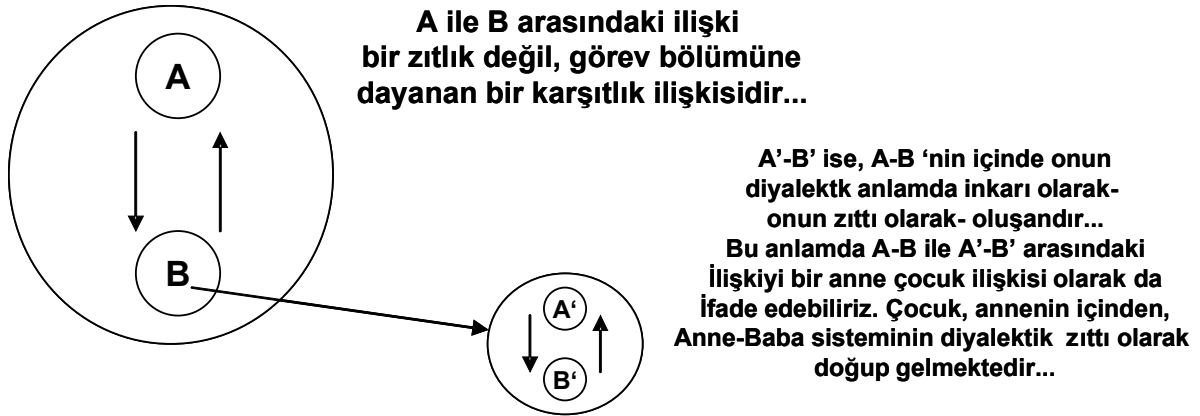 A ile B arasındaki ilişki
bir zıtlık değil, görev bölümüne
dayanan bir karşıtlık ilişkisidir...
A
B
A'-B' ise, A-B 'nin içinde onun
diyalektk anlamda inkarı olarak-
onun zıttı olarak- oluşandır...
Bu anlamda A-B ile A'-B' arasındaki
İlişkiyi bir anne çocuk ilişkisi olarak da
İfade edebiliriz. Çocuk, annenin içinden,
Anne-Baba sisteminin diyalektik zıttı olarak
doğup gelmektedir...
A‘
B‘